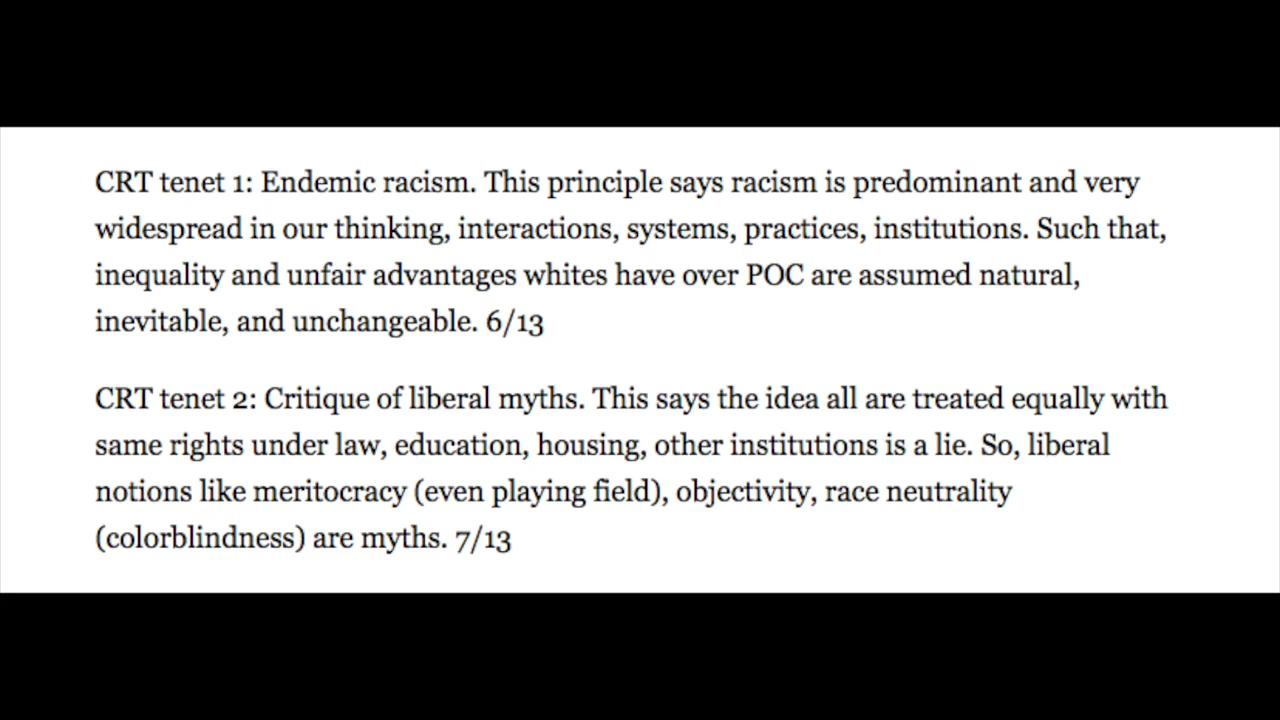 CRT tenet 1: Endemic racism. This principle says racism is predominant and very
widespread in our thinking, interactions, systems, practices, institutions. Such that,
inequality and unfair advantages whites have over POC are assumed natural,
inevitable, and unchangeable. 6/13
CRT tenet 2: Critique of liberal myths. This says the idea all are treated equally with
same rights under law, education, housing, other institutions is a lie. So, liberal
notions like meritocracy (even playing field), objectivity, race neutrality
(colorblindness) are myths. 7/13